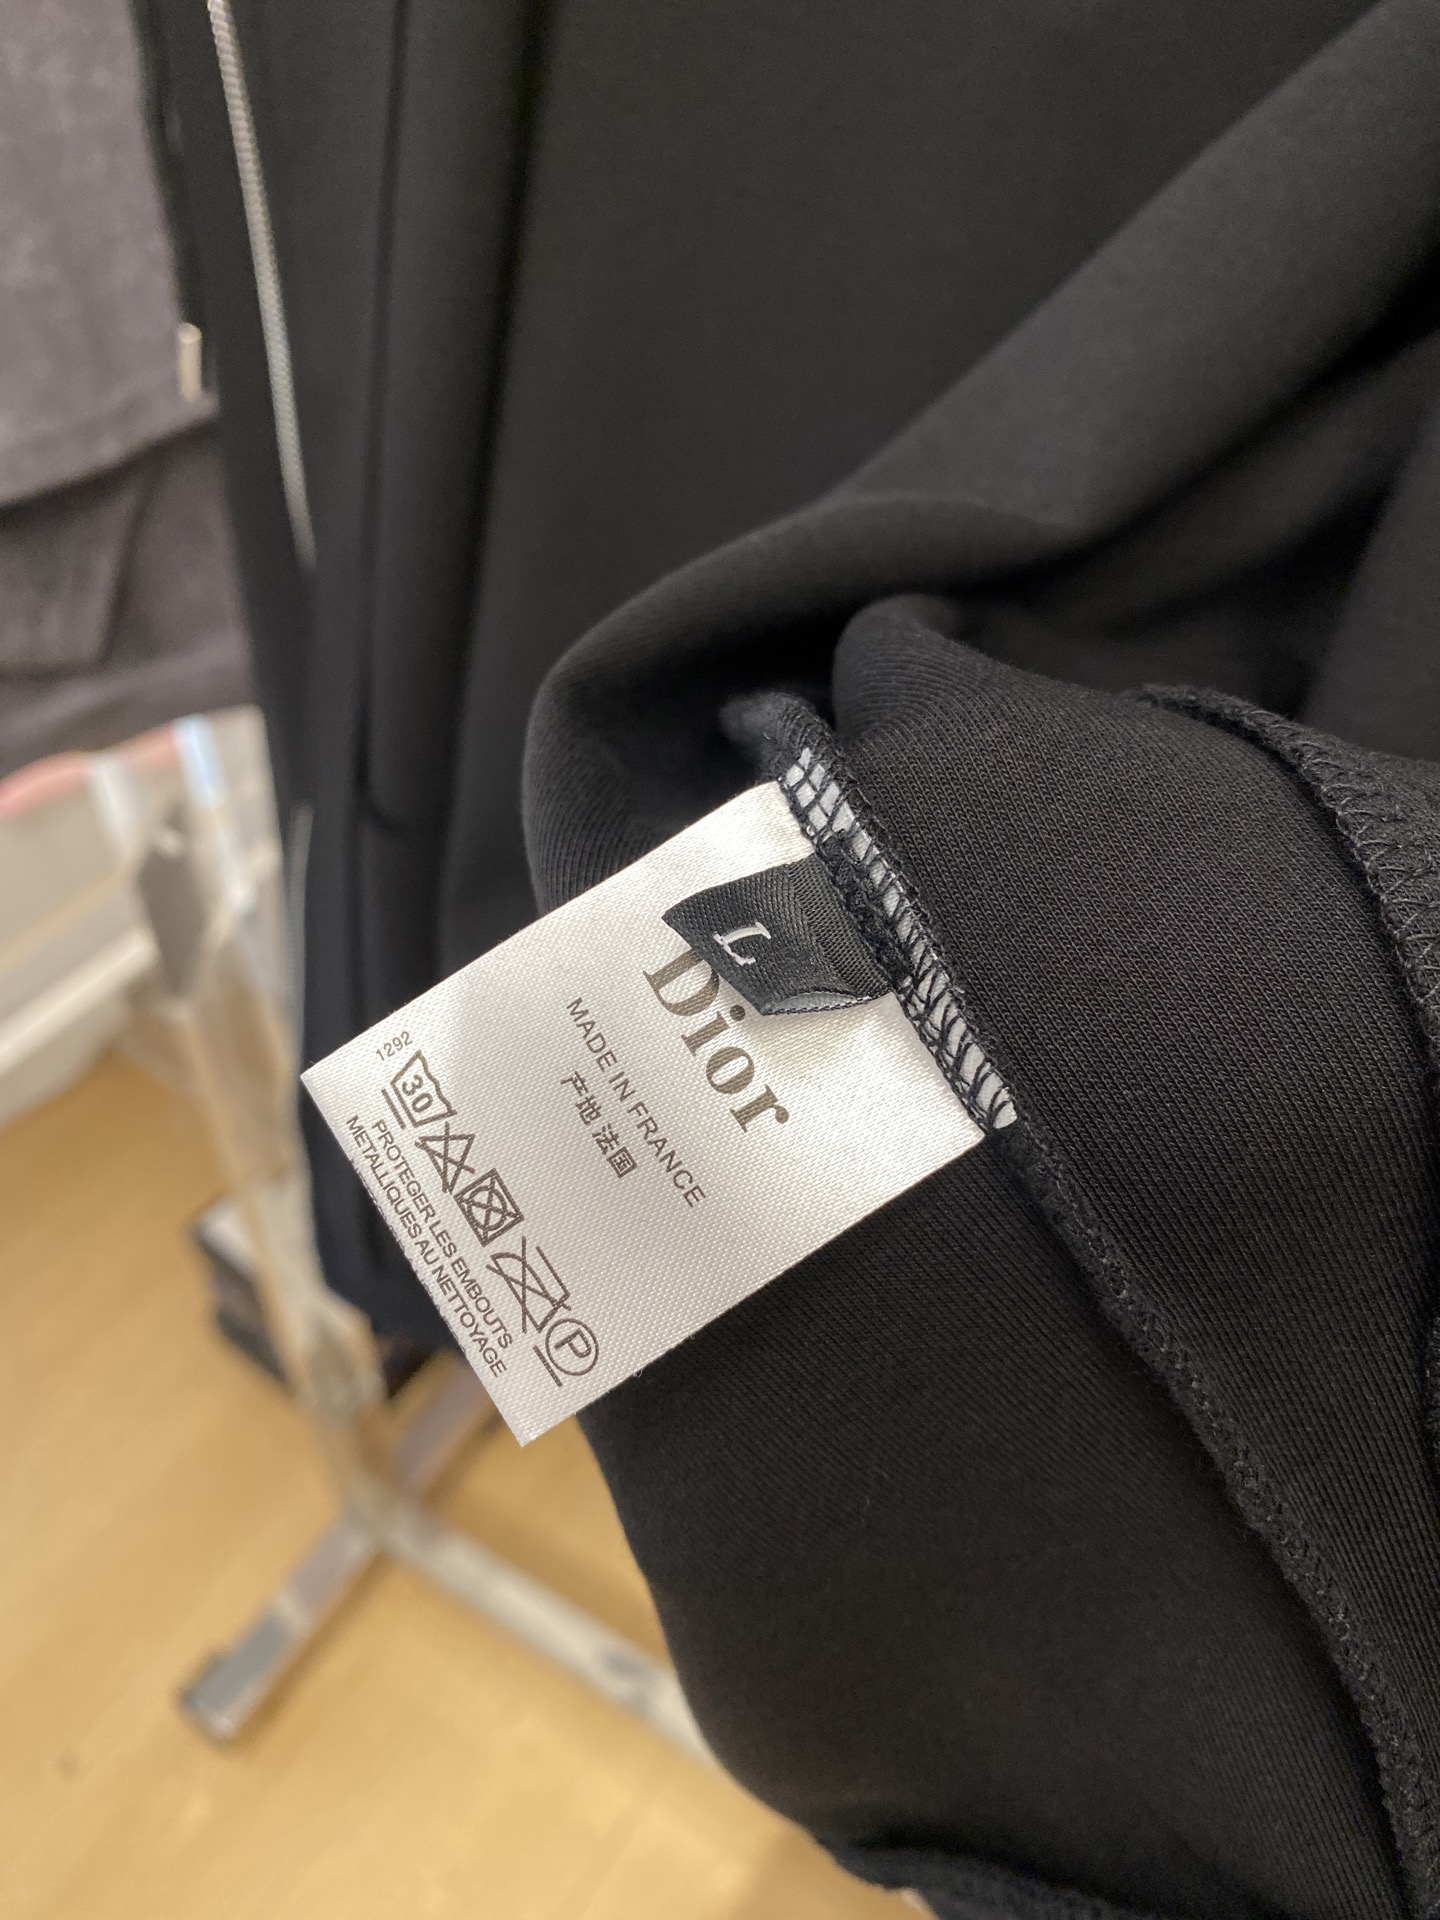 L
Dior
MADE IN FRANCE
产地 法国
1292
30
P
PROTEGER LES EMBOUTS
METALLIQUES AU NETTOYAGE